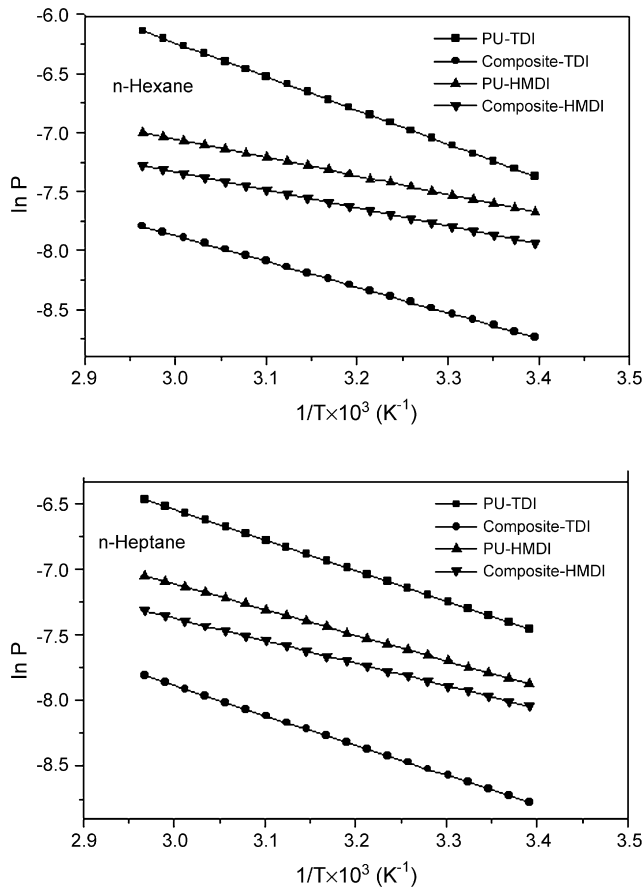 -6.0
-6.5
-7.0
-7.5
-8.0
-8.5
ln P
n-Hexane
PU-TDI
Composite-TDI
PU-HMDI
Composite-HMDI
2.9 3.0 3.1 3.2 3.3 3.4 3.5
1/T×10³ (K⁻¹)
-6.5
-7.0
-7.5
-8.0
-8.5
ln P
n-Heptane
PU-TDI
Composite-TDI
PU-HMDI
Composite-HMDI
2.9 3.0 3.1 3.2 3.3 3.4 3.5
1/T×10³ (K⁻¹)